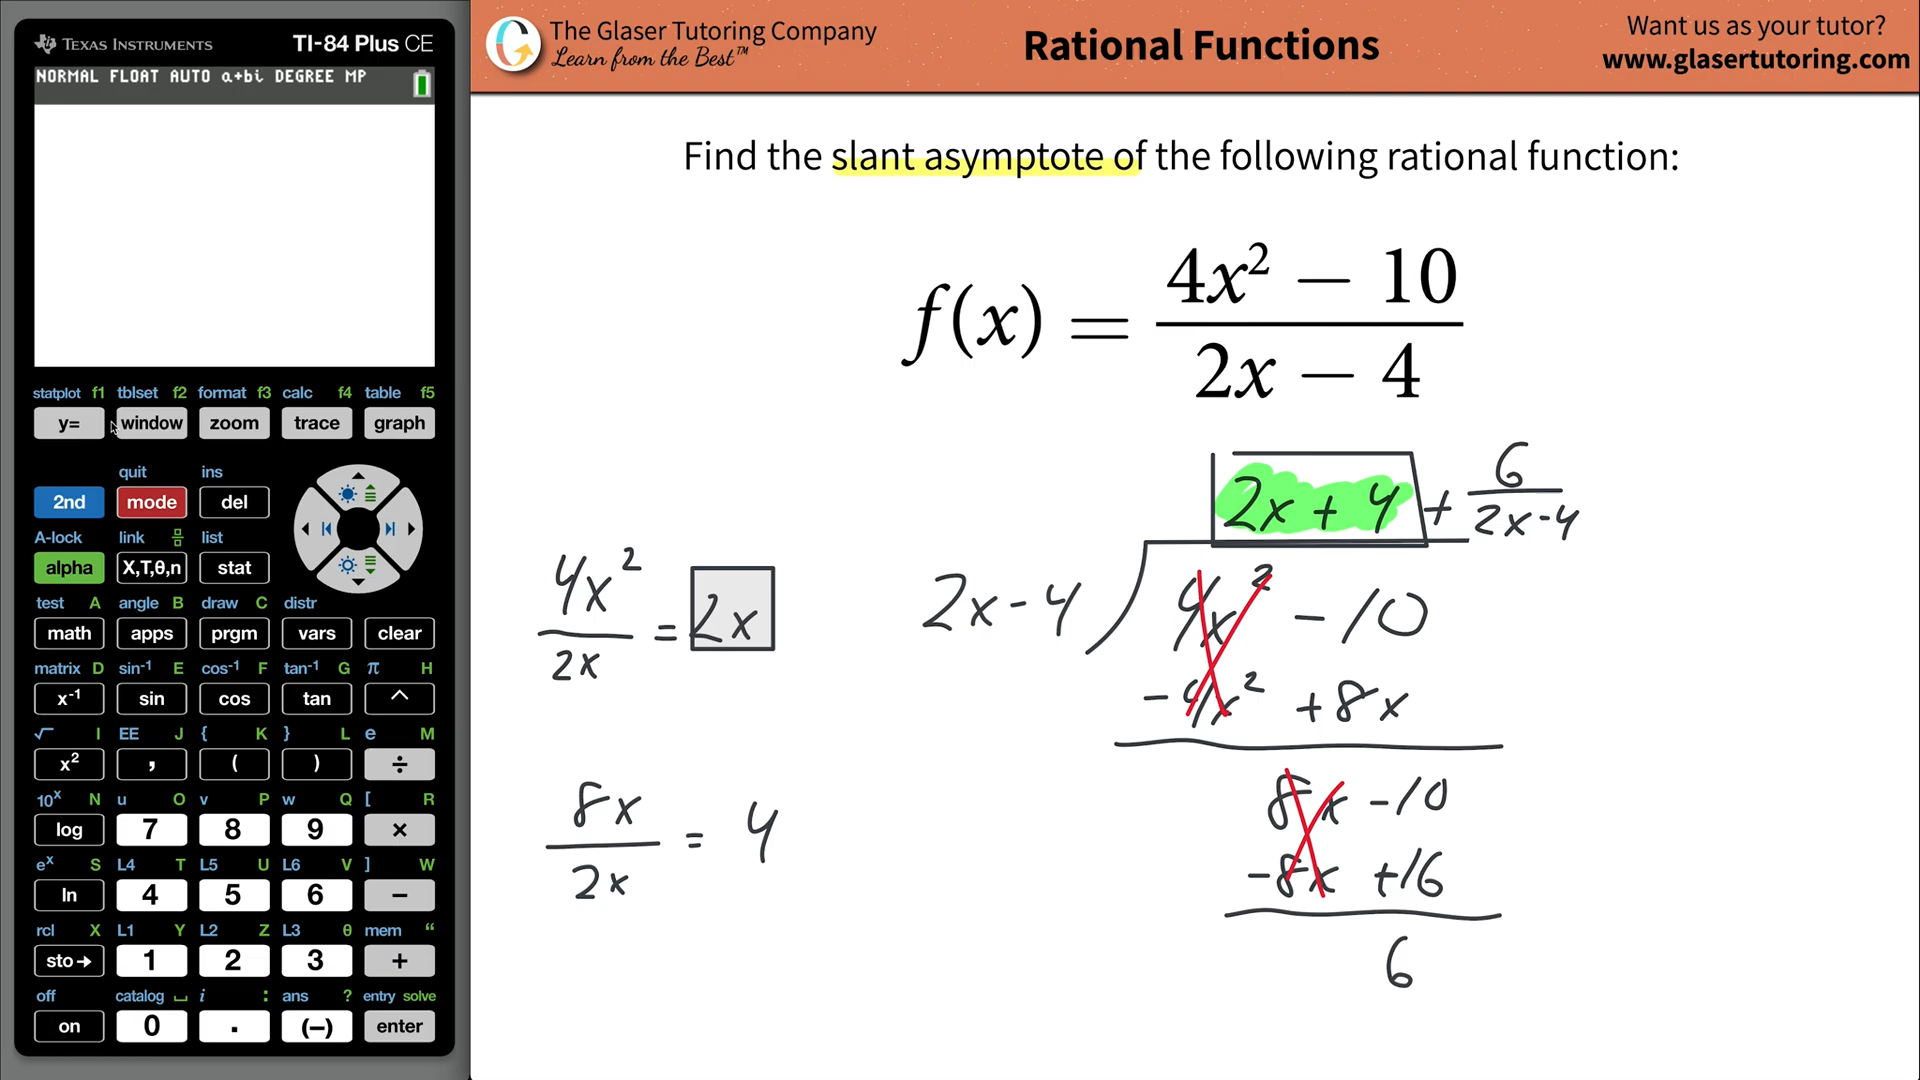 TEXAS INSTRUMENTS TI-84 Plus CE
NORMAL FLOAT AUTO a+bi DEGREE MP
statplot f1 tblset f2 format f3 calc f4 table f5
y= window zoom trace graph
quit ins
2nd mode del
A-lock link list
alpha X,T,θ,n stat
test A angle B draw C distr
math apps prgm vars clear
matrix D sin⁻¹ E cos⁻¹ F tan⁻¹ G π H
x⁻¹ sin cos tan ^
√ I EE J { K } L e M
x² , ( ) ÷
10ˣ N u O v P w Q [ R
log 7 8 9 ×
eˣ S L4 T L5 U L6 V ] W
ln 4 5 6 −
rcl X L1 Y L2 Z L3 θ mem “
sto→ 1 2 3 +
off catalog ⎵ i : ans ? entry solve
on 0 . (−) enter
The Glaser Tutoring Company
Learn from the Best™
Rational Functions
Want us as your tutor?
www.glasertutoring.com
Find the slant asymptote of the following rational function:
f(x) = (4x² − 10)/(2x − 4)
2x + 4 + 6/(2x-4)
2x - 4 ) 4x² - 10
-4x² + 8x
8x - 10
-8x + 16
6
4x²/2x = 2x
8x/2x = 4